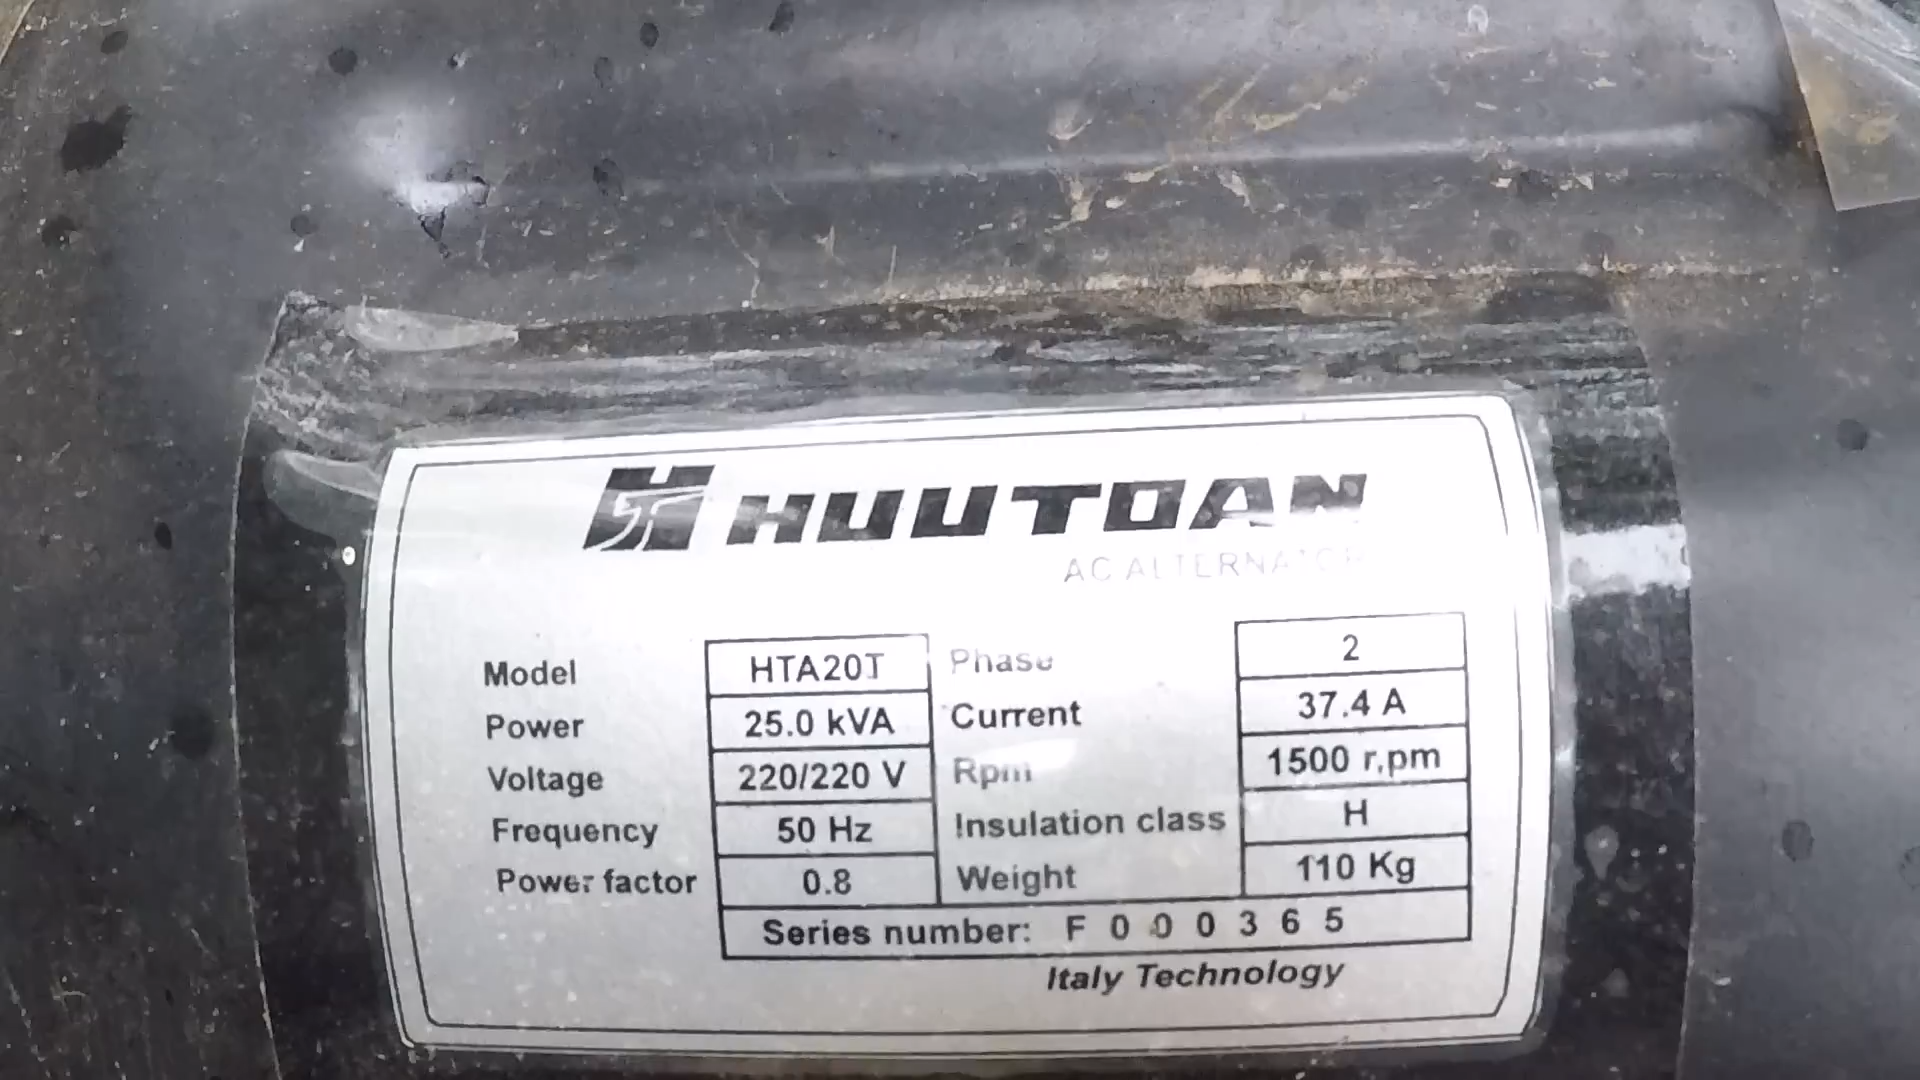 HUUTOAN
AC ALTERNATOR
Model HTA20T Phase 2
Power 25.0 kVA Current 37.4 A
Voltage 220/220 V Rpm 1500 r.pm
Frequency 50 Hz Insulation class H
Power factor 0.8 Weight 110 Kg
Series number: F 0 0 0 3 6 5
Italy Technology